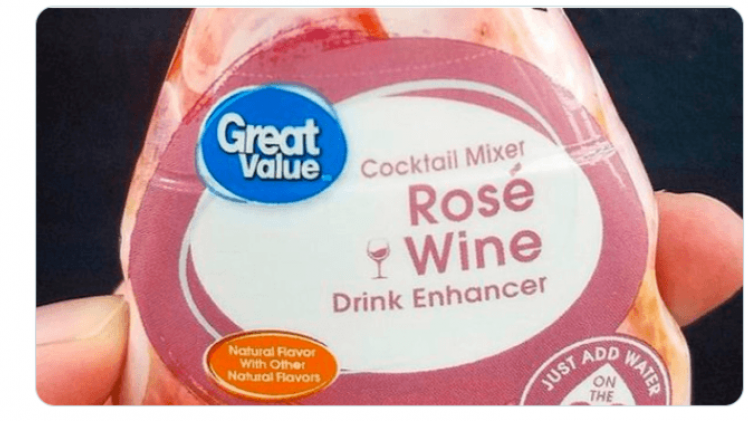 Great
Value
Cocktail Mixer
Rosé
Wine
Drink Enhancer
Natural Flavor
With Other
Natural Flavors
JUST ADD WATER
ON
THE